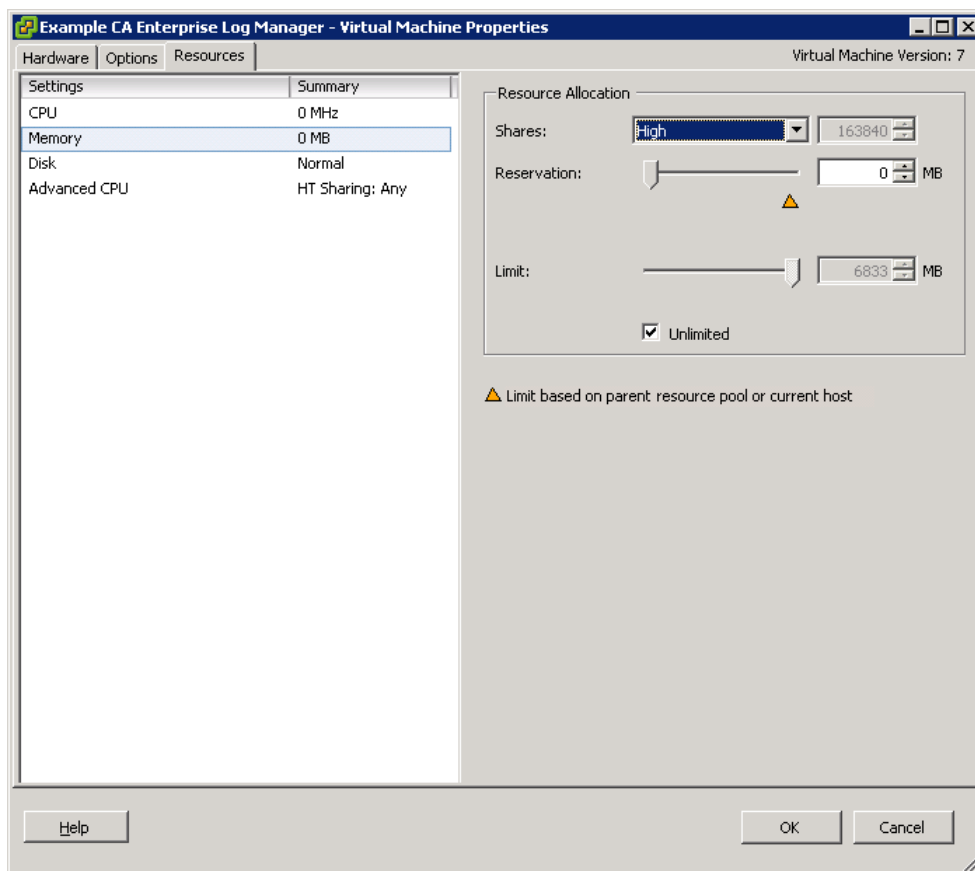 Example CA Enterprise Log Manager - Virtual Machine Properties
Hardware Options Resources Virtual Machine Version: 7
Settings Summary
CPU 0 MHz
Memory 0 MB
Disk Normal
Advanced CPU HT Sharing: Any
Resource Allocation
Shares: High 163840
Reservation: 0 MB
Limit: 6833 MB
Unlimited
Limit based on parent resource pool or current host
Help OK Cancel